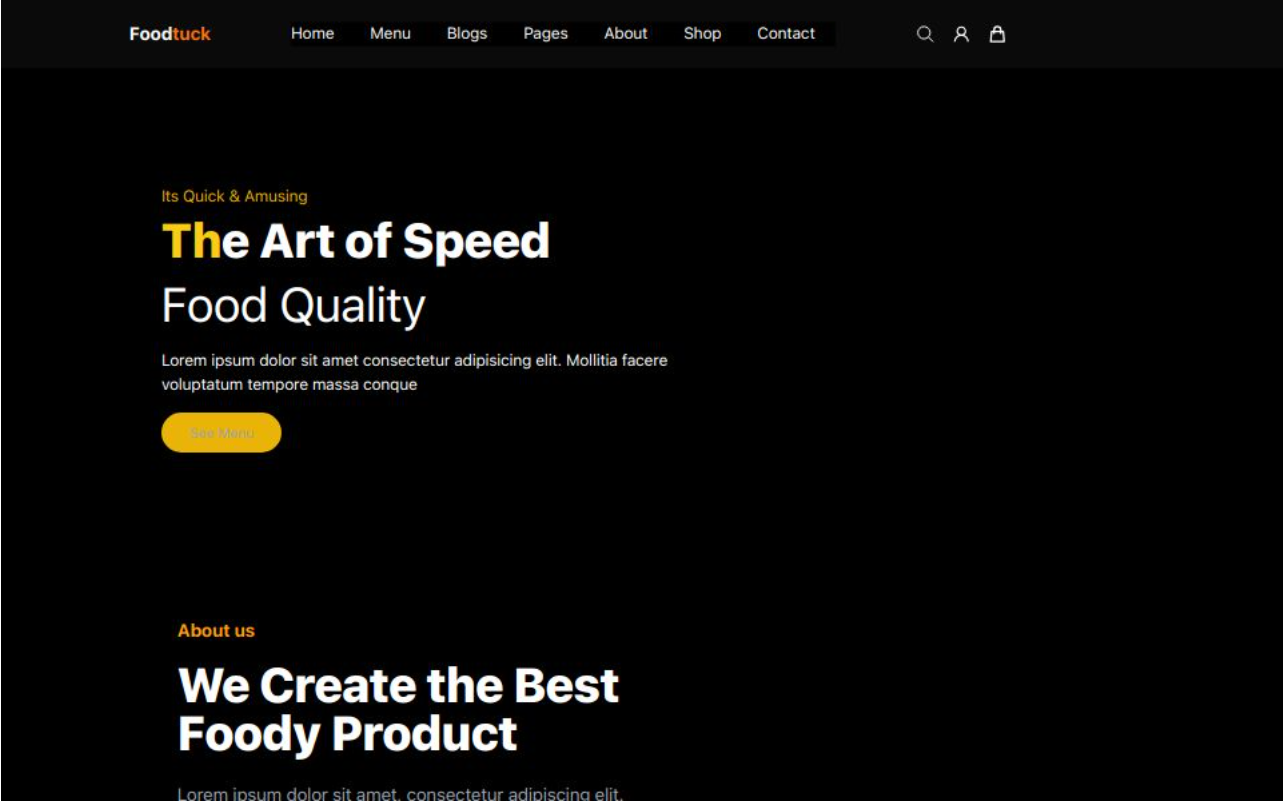 Foodtuck Home Menu Blogs Pages About Shop Contact
Its Quick & Amusing
The Art of Speed
Food Quality
Lorem ipsum dolor sit amet consectetur adipisicing elit. Mollitia facere
voluptatum tempore massa conque
See Menu
About us
We Create the Best
Foody Product
Lorem ipsum dolor sit amet, consectetur adipiscing elit.